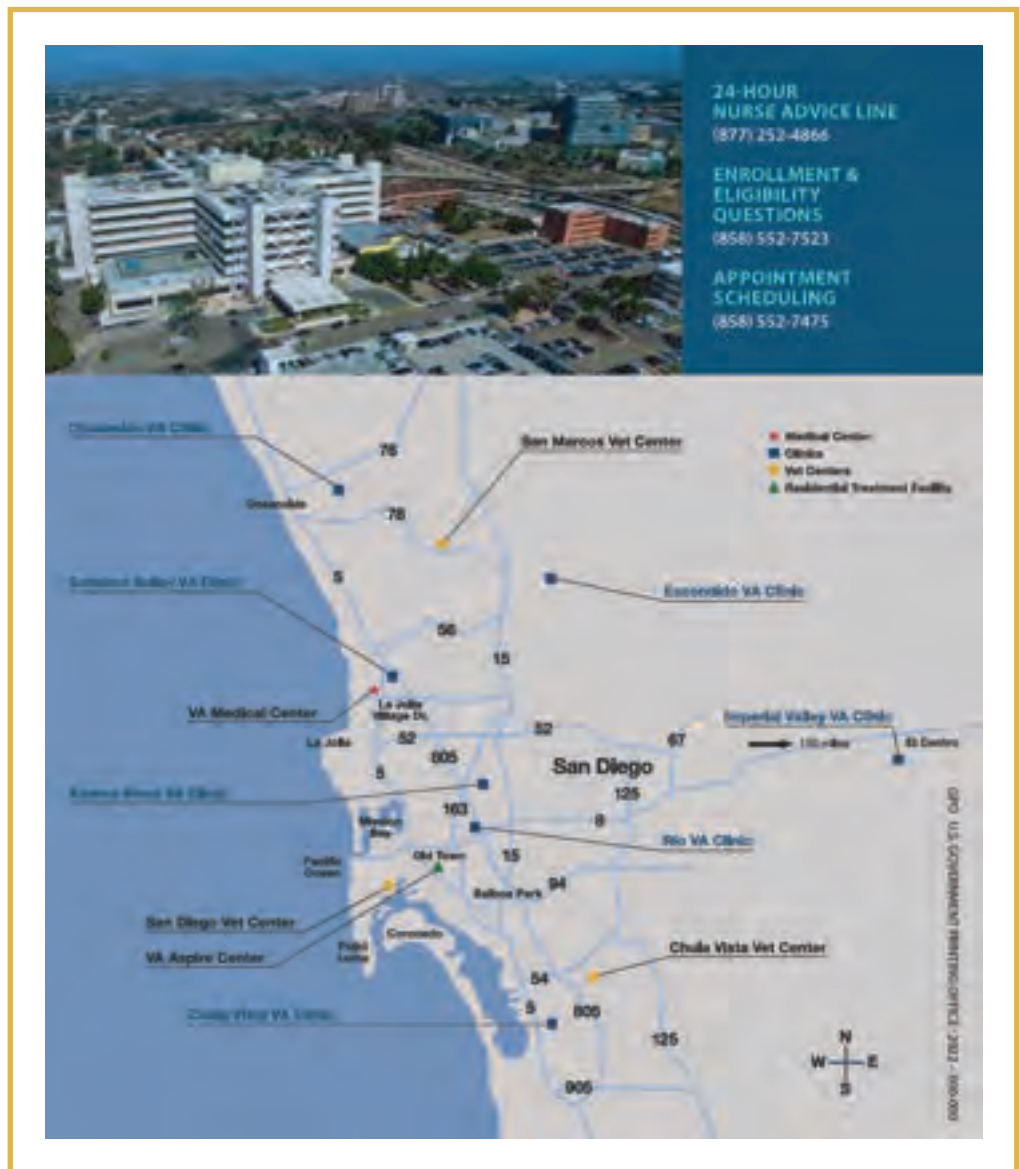 24-HOUR
NURSE ADVICE LINE
(877) 252-4866
ENROLLMENT &
ELIGIBILITY
QUESTIONS
(858) 552-7523
APPOINTMENT
SCHEDULING
(858) 552-7475
Oceanside VA Clinic
76
San Marcos Vet Center
Medical Center
Clinics
Vet Centers
Residential Treatment Facility
Oceanside
78
5
Sorrento Valley VA Clinic
Escondido VA Clinic
56
15
VA Medical Center
La Jolla
Village Dr.
Imperial Valley VA Clinic
La Jolla
52
52
67
El Centro
805
San Diego
5
Kearny Mesa VA Clinic
125
163
Mission
Bay
8
Rio VA Clinic
Old Town
15
Pacific
Ocean
94
Balboa Park
San Diego Vet Center
Coronado
Point
Loma
VA Aspire Center
Chula Vista Vet Center
54
5
805
Chula Vista VA Clinic
125
N
W
E
S
905
GPO U.S. GOVERNMENT PRINTING OFFICE: 2022 -